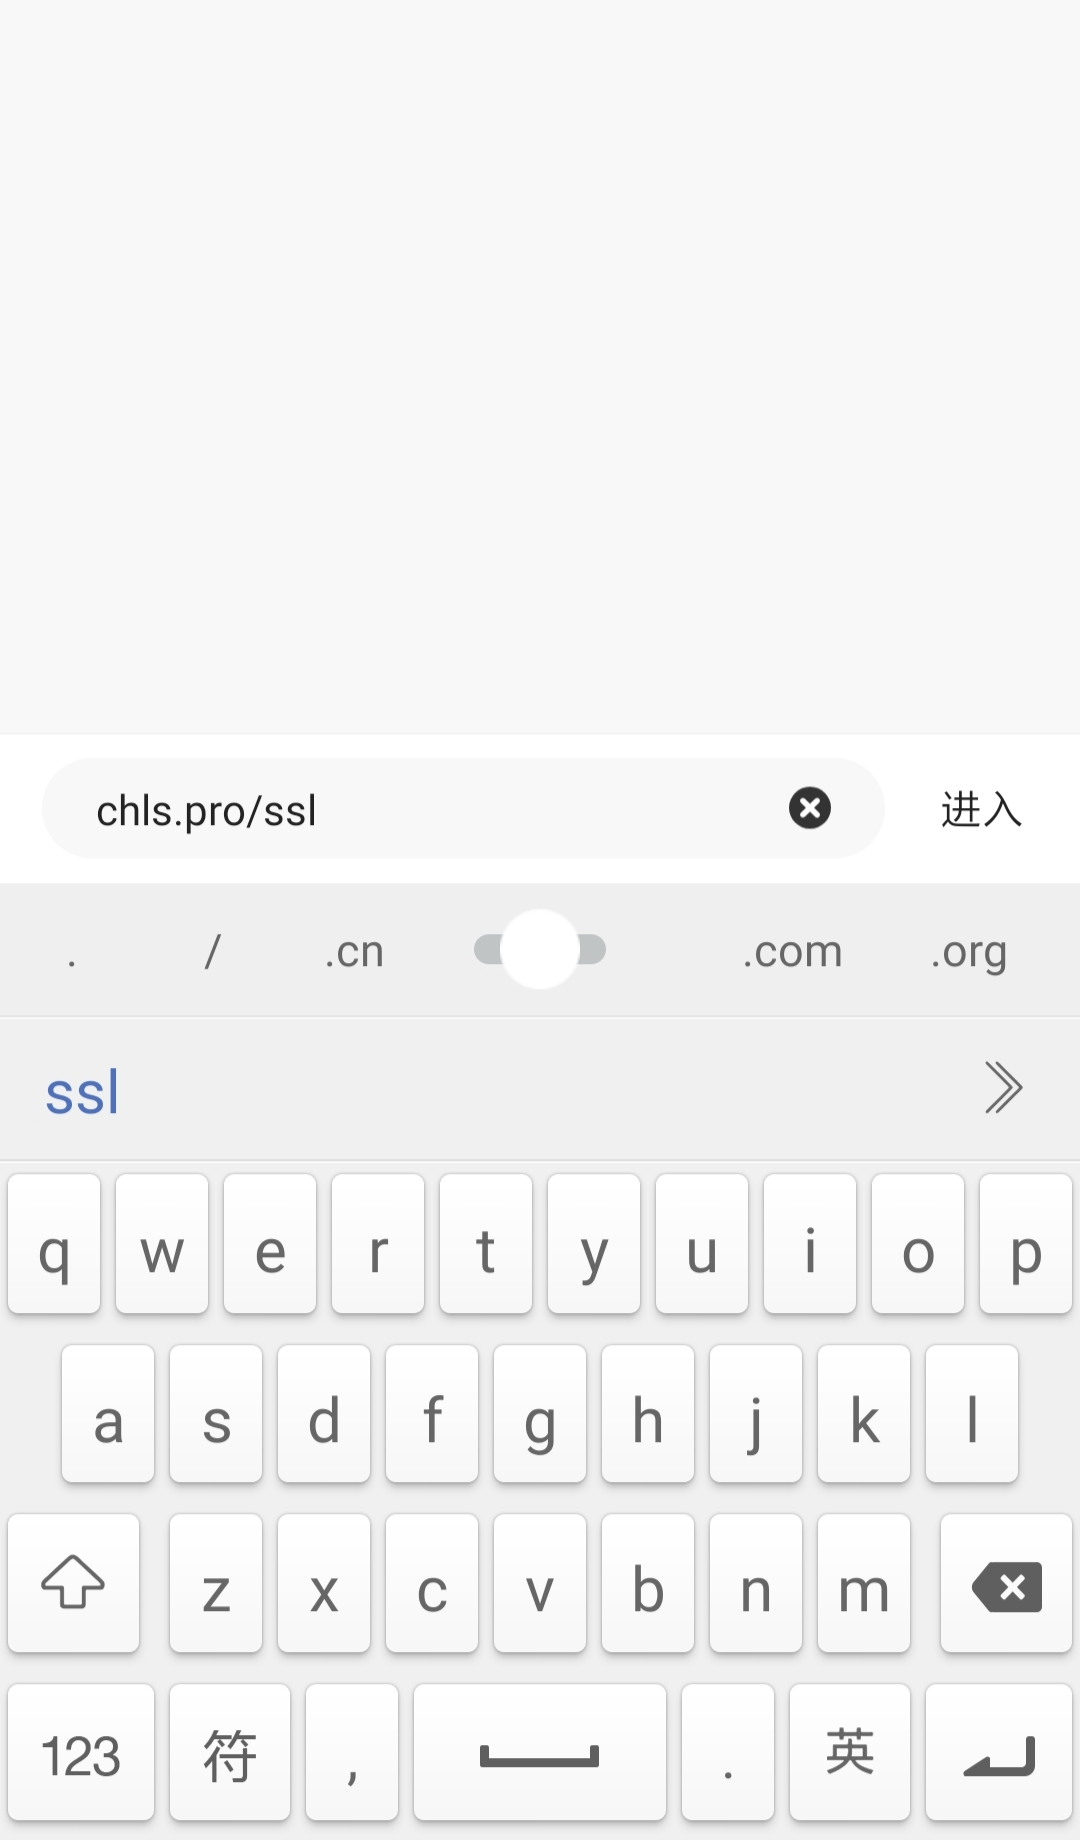 chls.pro/ssl 进入
. / .cn .com .org
ssl
q w e r t y u i o p
a s d f g h j k l
z x c v b n m
123 符 , . 英